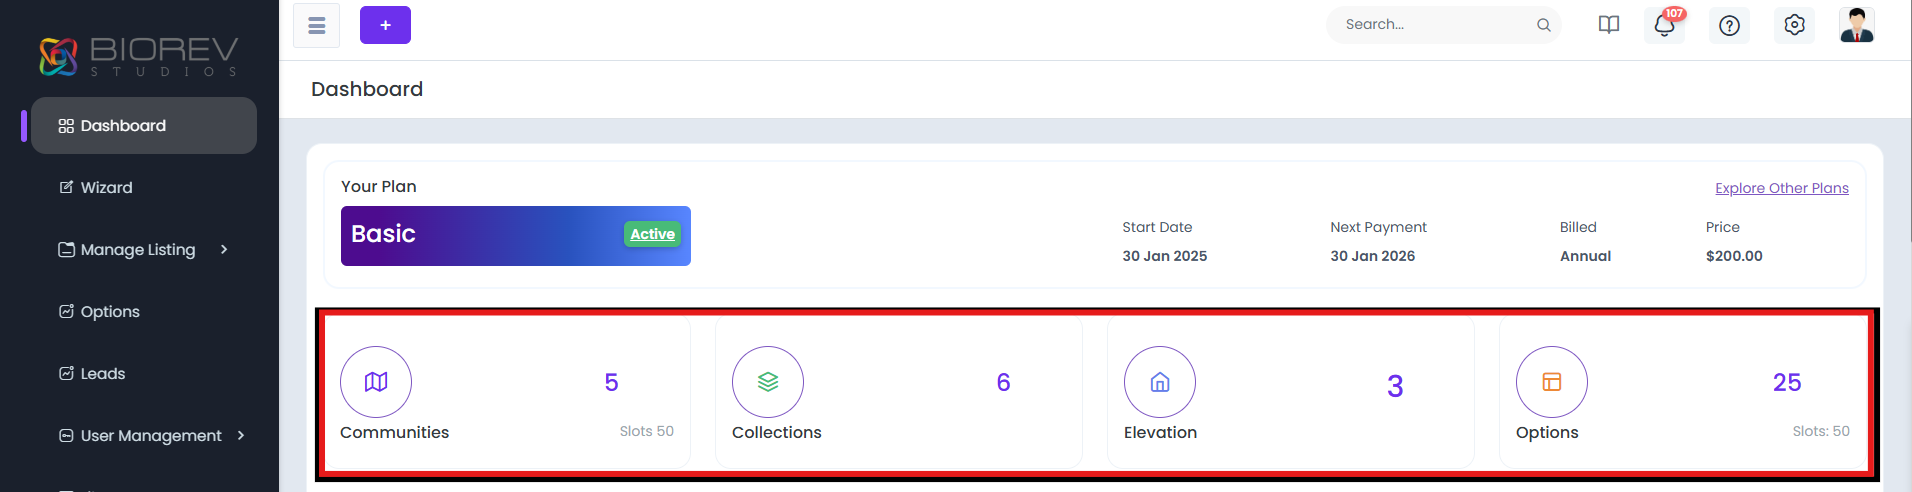 BIOREV
STUDIOS
Dashboard
Wizard
Manage Listing
Options
Leads
User Management
+
Search...
107
Dashboard
Your Plan
Explore Other Plans
Basic
Active
Start Date
Next Payment
Billed
Price
30 Jan 2025
30 Jan 2026
Annual
$200.00
5
Communities
Slots 50
6
Collections
3
Elevation
25
Options
Slots: 50